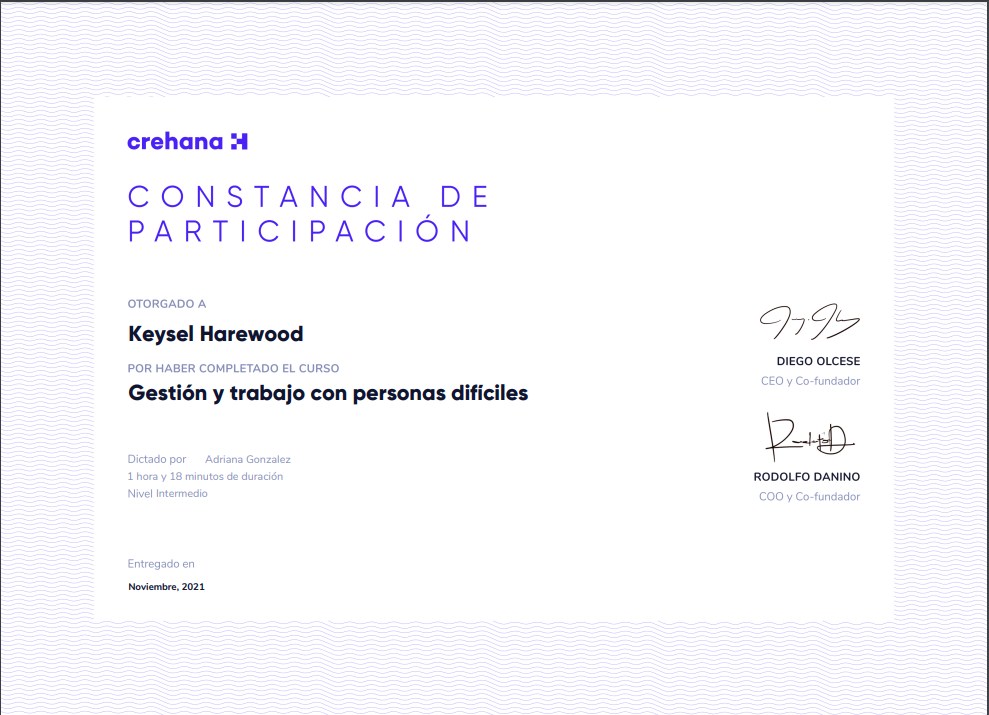 crehana
CONSTANCIA DE
PARTICIPACIÓN
OTORGADO A
Keysel Harewood
POR HABER COMPLETADO EL CURSO
Gestión y trabajo con personas difíciles
Dictado por Adriana Gonzalez
1 hora y 18 minutos de duración
Nivel Intermedio
Entregado en
Noviembre, 2021
DIEGO OLCESE
CEO y Co-fundador
RODOLFO DANINO
COO y Co-fundador